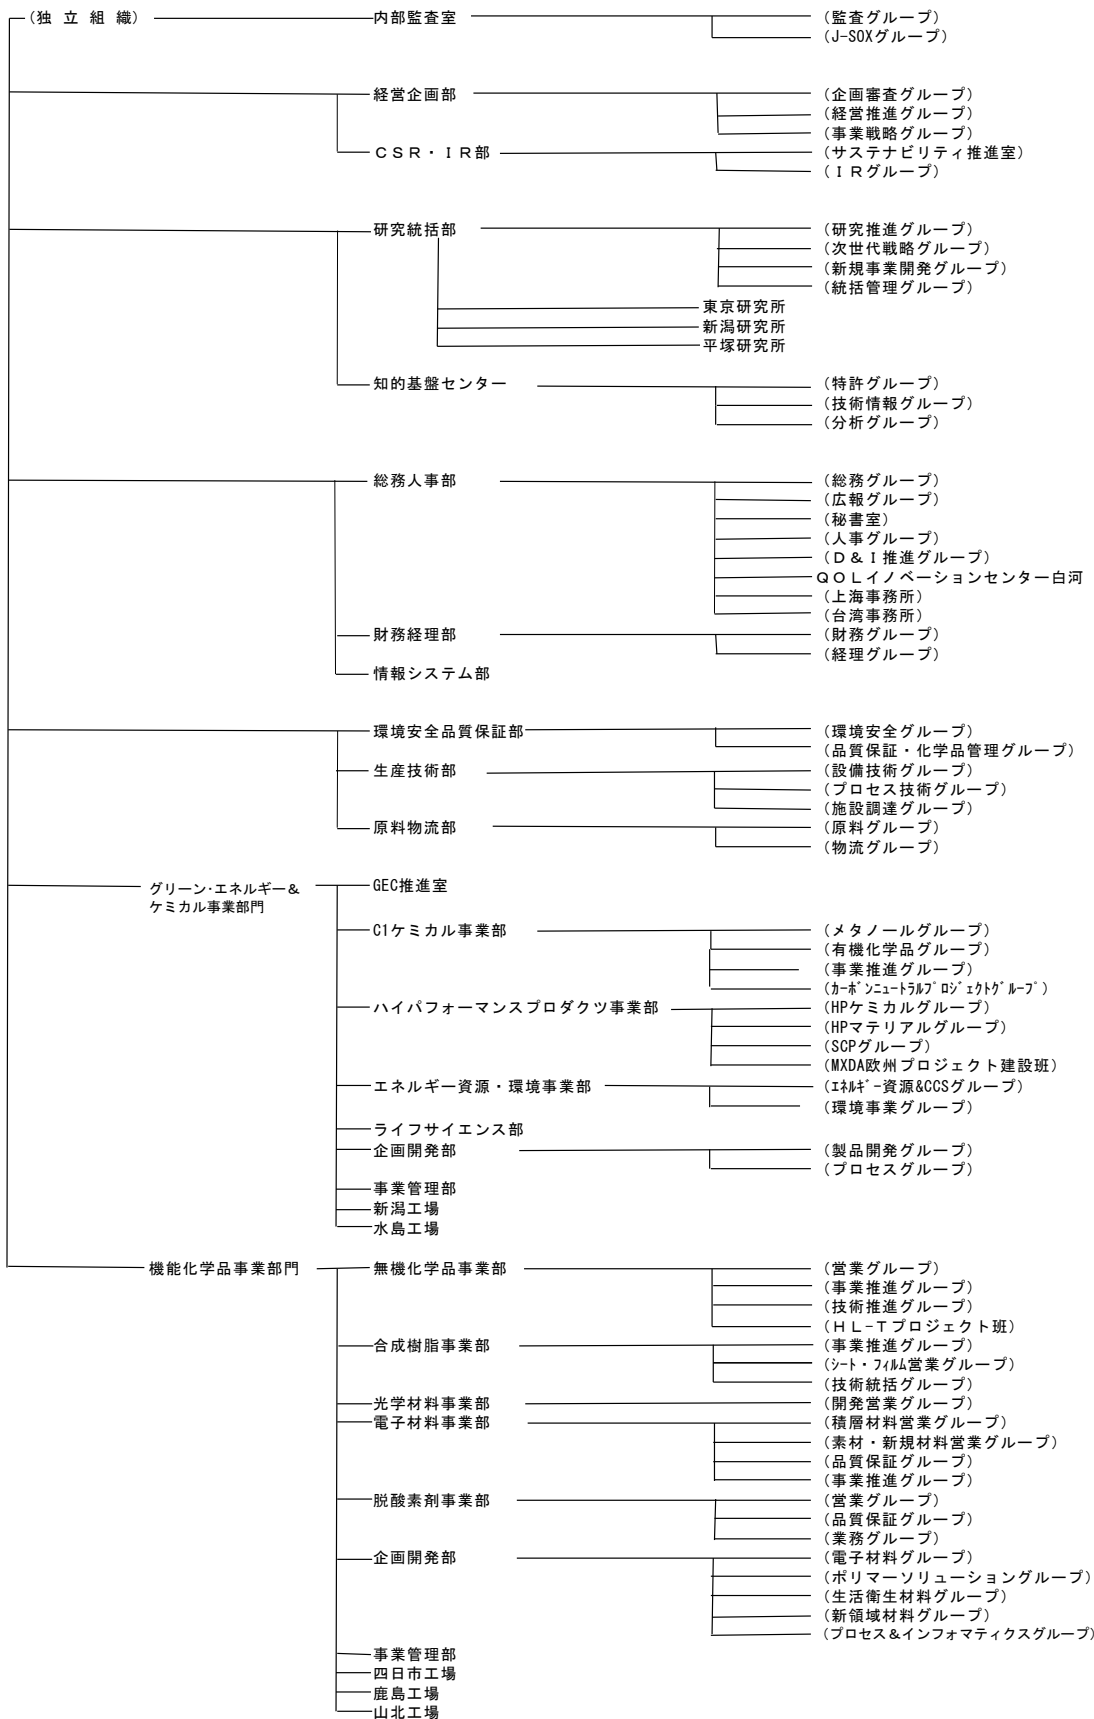 (独 立 組 織) 内部監査室 (監査グループ)
(J-SOXグループ)
経営企画部 (企画審査グループ)
(経営推進グループ)
(事業戦略グループ)
ＣＳＲ・ＩＲ部 (サステナビリティ推進室)
(ＩＲグループ)
研究統括部 (研究推進グループ)
(次世代戦略グループ)
(新規事業開発グループ)
(統括管理グループ)
東京研究所
新潟研究所
平塚研究所
知的基盤センター (特許グループ)
(技術情報グループ)
(分析グループ)
総務人事部 (総務グループ)
(広報グループ)
(秘書室)
(人事グループ)
(Ｄ＆Ｉ推進グループ)
ＱＯＬイノベーションセンター白河
(上海事務所)
(台湾事務所)
財務経理部 (財務グループ)
(経理グループ)
情報システム部
環境安全品質保証部 (環境安全グループ)
(品質保証・化学品管理グループ)
生産技術部 (設備技術グループ)
(プロセス技術グループ)
(施設調達グループ)
原料物流部 (原料グループ)
(物流グループ)
グリーン･エネルギー＆ GEC推進室
ケミカル事業部門
C1ケミカル事業部 (メタノールグループ)
(有機化学品グループ)
(事業推進グループ)
(ｶｰﾎﾞﾝﾆｭｰﾄﾗﾙﾌﾟﾛｼﾞｪｸﾄｸﾞﾙｰﾌﾟ)
ハイパフォーマンスプロダクツ事業部 (HPケミカルグループ)
(HPマテリアルグループ)
(SCPグループ)
(MXDA欧州プロジェクト建設班)
エネルギー資源・環境事業部 (ｴﾈﾙｷﾞｰ資源&CCSグループ)
(環境事業グループ)
ライフサイエンス部
企画開発部 (製品開発グループ)
(プロセスグループ)
事業管理部
新潟工場
水島工場
機能化学品事業部門 無機化学品事業部 (営業グループ)
(事業推進グループ)
(技術推進グループ)
(ＨＬ-Ｔプロジェクト班)
合成樹脂事業部 (事業推進グループ)
(ｼｰﾄ・ﾌｨﾙﾑ営業グループ)
(技術統括グループ)
光学材料事業部 (開発営業グループ)
電子材料事業部 (積層材料営業グループ)
(素材・新規材料営業グループ)
(品質保証グループ)
(事業推進グループ)
脱酸素剤事業部 (営業グループ)
(品質保証グループ)
(業務グループ)
企画開発部 (電子材料グループ)
(ポリマーソリューショングループ)
(生活衛生材料グループ)
(新領域材料グループ)
(プロセス＆インフォマティクスグループ)
事業管理部
四日市工場
鹿島工場
山北工場